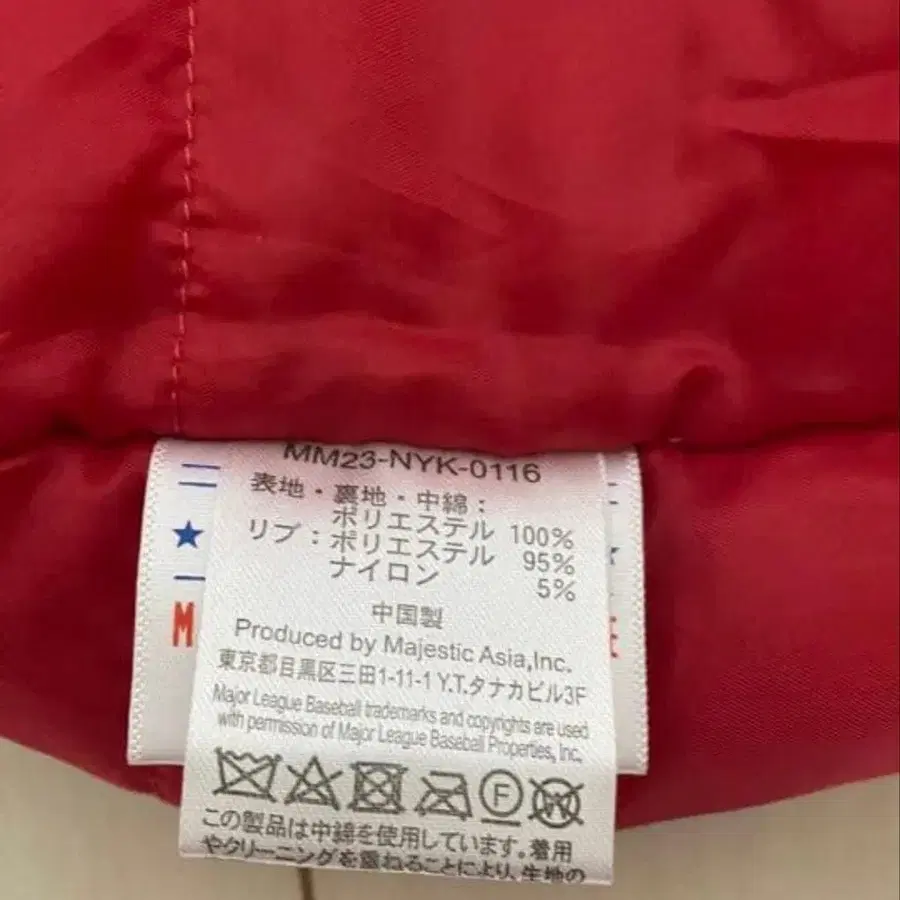 MM23-NYK-0116
表地・裏地・中綿：
ポリエステル 100%
リブ：ポリエステル 95%
ナイロン 5%
中国製
Produced by Majestic Asia,Inc.
東京都目黒区三田1-11-1 Y.T.タナカビル3F
Major League Baseball trademarks and copyrights are used
with permission of Major League Baseball Properties, Inc.
F W
この製品は中綿を使用しています。着用
やクリーニングを重ねることにより、生地の
M
E